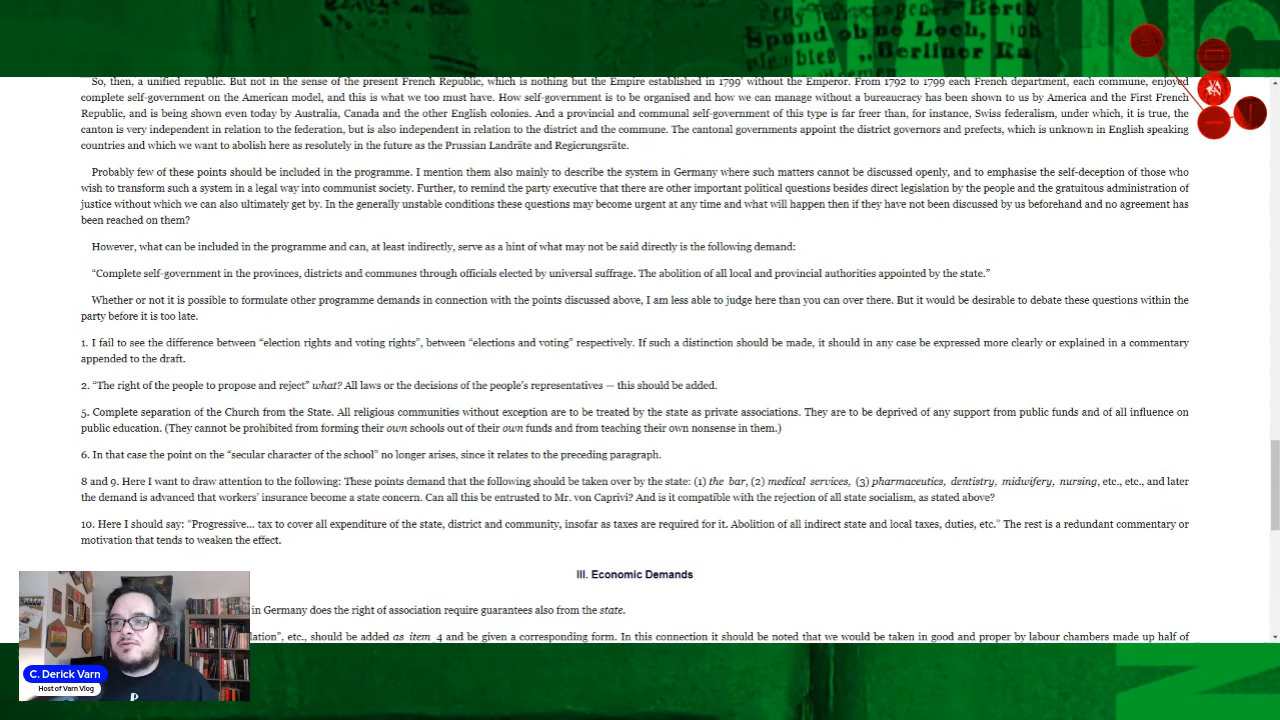 Berth
Spund ohne Loch,
Berliner
So, then, a unified republic. But not in the sense of the present French Republic, which is nothing but the Empire established in 1799' without the Emperor. From 1792 to 1799 each French department, each commune, enjoyed
complete self-government on the American model, and this is what we too must have. How self-government is to be organised and how we can manage without a bureaucracy has been shown to us by America and the First French
Republic, and is being shown even today by Australia, Canada and the other English colonies. And a provincial and communal self-government of this type is far freer than, for instance, Swiss federalism, under which, it is true, the
canton is very independent in relation to the federation, but is also independent in relation to the district and the commune. The cantonal governments appoint the district governors and prefects, which is unknown in English speaking
countries and which we want to abolish here as resolutely in the future as the Prussian Landräte and Regierungsräte.
Probably few of these points should be included in the programme. I mention them also mainly to describe the system in Germany where such matters cannot be discussed openly, and to emphasise the self-deception of those who
wish to transform such a system in a legal way into communist society. Further, to remind the party executive that there are other important political questions besides direct legislation by the people and the gratuitous administration of
justice without which we can also ultimately get by. In the generally unstable conditions these questions may become urgent at any time and what will happen then if they have not been discussed by us beforehand and no agreement has
been reached on them?
However, what can be included in the programme and can, at least indirectly, serve as a hint of what may not be said directly is the following demand:
“Complete self-government in the provinces, districts and communes through officials elected by universal suffrage. The abolition of all local and provincial authorities appointed by the state.”
Whether or not it is possible to formulate other programme demands in connection with the points discussed above, I am less able to judge here than you can over there. But it would be desirable to debate these questions within the
party before it is too late.
1. I fail to see the difference between “election rights and voting rights”, between “elections and voting” respectively. If such a distinction should be made, it should in any case be expressed more clearly or explained in a commentary
appended to the draft.
2. “The right of the people to propose and reject” what? All laws or the decisions of the people's representatives — this should be added.
5. Complete separation of the Church from the State. All religious communities without exception are to be treated by the state as private associations. They are to be deprived of any support from public funds and of all influence on
public education. (They cannot be prohibited from forming their own schools out of their own funds and from teaching their own nonsense in them.)
6. In that case the point on the “secular character of the school” no longer arises, since it relates to the preceding paragraph.
8 and 9. Here I want to draw attention to the following: These points demand that the following should be taken over by the state: (1) the bar, (2) medical services, (3) pharmaceutics, dentistry, midwifery, nursing, etc., etc., and later
the demand is advanced that workers' insurance become a state concern. Can all this be entrusted to Mr. von Caprivi? And is it compatible with the rejection of all state socialism, as stated above?
10. Here I should say: “Progressive... tax to cover all expenditure of the state, district and community, insofar as taxes are required for it. Abolition of all indirect state and local taxes, duties, etc.” The rest is a redundant commentary or
motivation that tends to weaken the effect.
III. Economic Demands
in Germany does the right of association require guarantees also from the state.
lation”, etc., should be added as item 4 and be given a corresponding form. In this connection it should be noted that we would be taken in good and proper by labour chambers made up half of
C. Derick Varn
Host of Varn Vlog